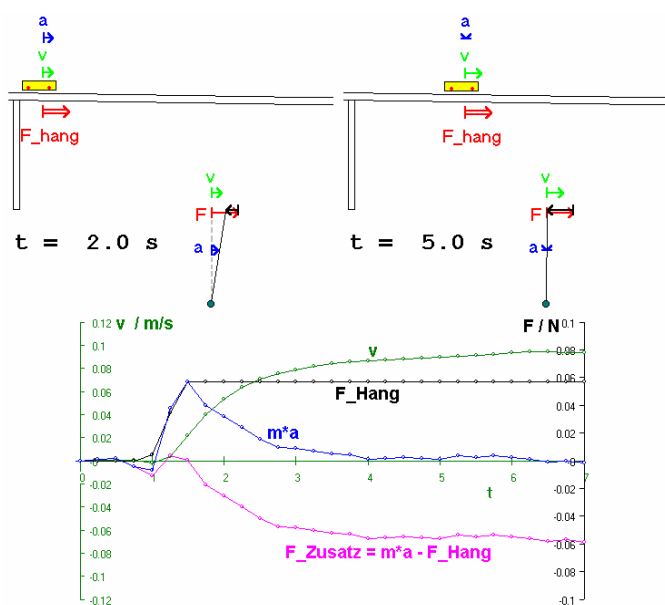 a
v
F_hang
v
F
a
t = 2.0 s
a
v
F_hang
v
F
a
t = 5.0 s
v / m/s
F / N
0.12
0.1
0.08
0.06
0.04
0.02
0
-0.02
-0.04
-0.06
-0.08
-0.1
-0.12
0.1
0.08
0.06
0.04
0.02
0
-0.02
-0.04
-0.06
-0.08
-0.1
0 1 2 3 4 5 6 7
v
F_Hang
m*a
t
F_Zusatz = m*a - F_Hang